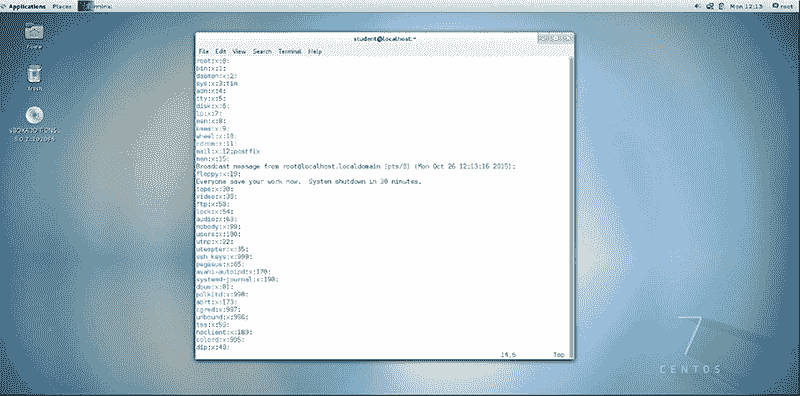 Applications Places
Mon 12:13 root
student@localhost:~
File Edit View Search Terminal Help
root:x:0:
bin:x:1:
daemon:x:2:
sys:x:3:tim
adm:x:4:
tty:x:5:
disk:x:6:
lp:x:7:
mem:x:8:
kmem:x:9:
wheel:x:10:
cdrom:x:11:
mail:x:12:postfix
man:x:15:
Broadcast message from root@localhost.localdomain (pts/0) (Mon Oct 26 12:13:16 2015):
floppy:x:19:
Everyone save your work now. System shutdown in 30 minutes.
tape:x:30:
video:x:39:
ftp:x:50:
lock:x:54:
audio:x:63:
nobody:x:99:
users:x:100:
utmp:x:22:
utempter:x:35:
ssh_keys:x:999:
pegasus:x:65:
avahi-autoipd:x:170:
systemd-journal:x:190:
dbus:x:81:
polkitd:x:998:
abrt:x:173:
cgred:x:997:
unbound:x:996:
tss:x:59:
haclient:x:189:
colord:x:995:
dip:x:40:
14,6 Top
Trash
7
CENTOS